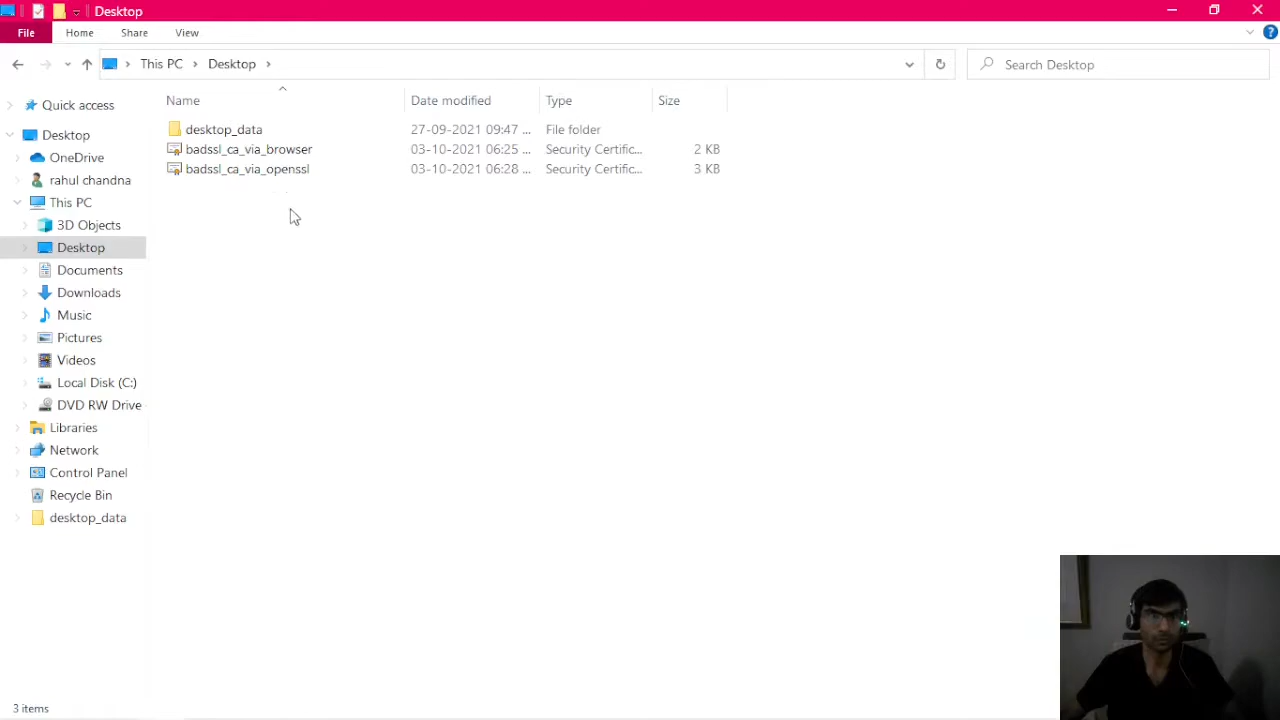 Desktop
File Home Share View
This PC Desktop Search Desktop
Name Date modified Type Size
desktop_data 27-09-2021 09:47 ... File folder
badssl_ca_via_browser 03-10-2021 06:25 ... Security Certific... 2 KB
badssl_ca_via_openssl 03-10-2021 06:28 ... Security Certific... 3 KB
Quick access
Desktop
OneDrive
rahul chandna
This PC
3D Objects
Desktop
Documents
Downloads
Music
Pictures
Videos
Local Disk (C:)
DVD RW Drive
Libraries
Network
Control Panel
Recycle Bin
desktop_data
3 items